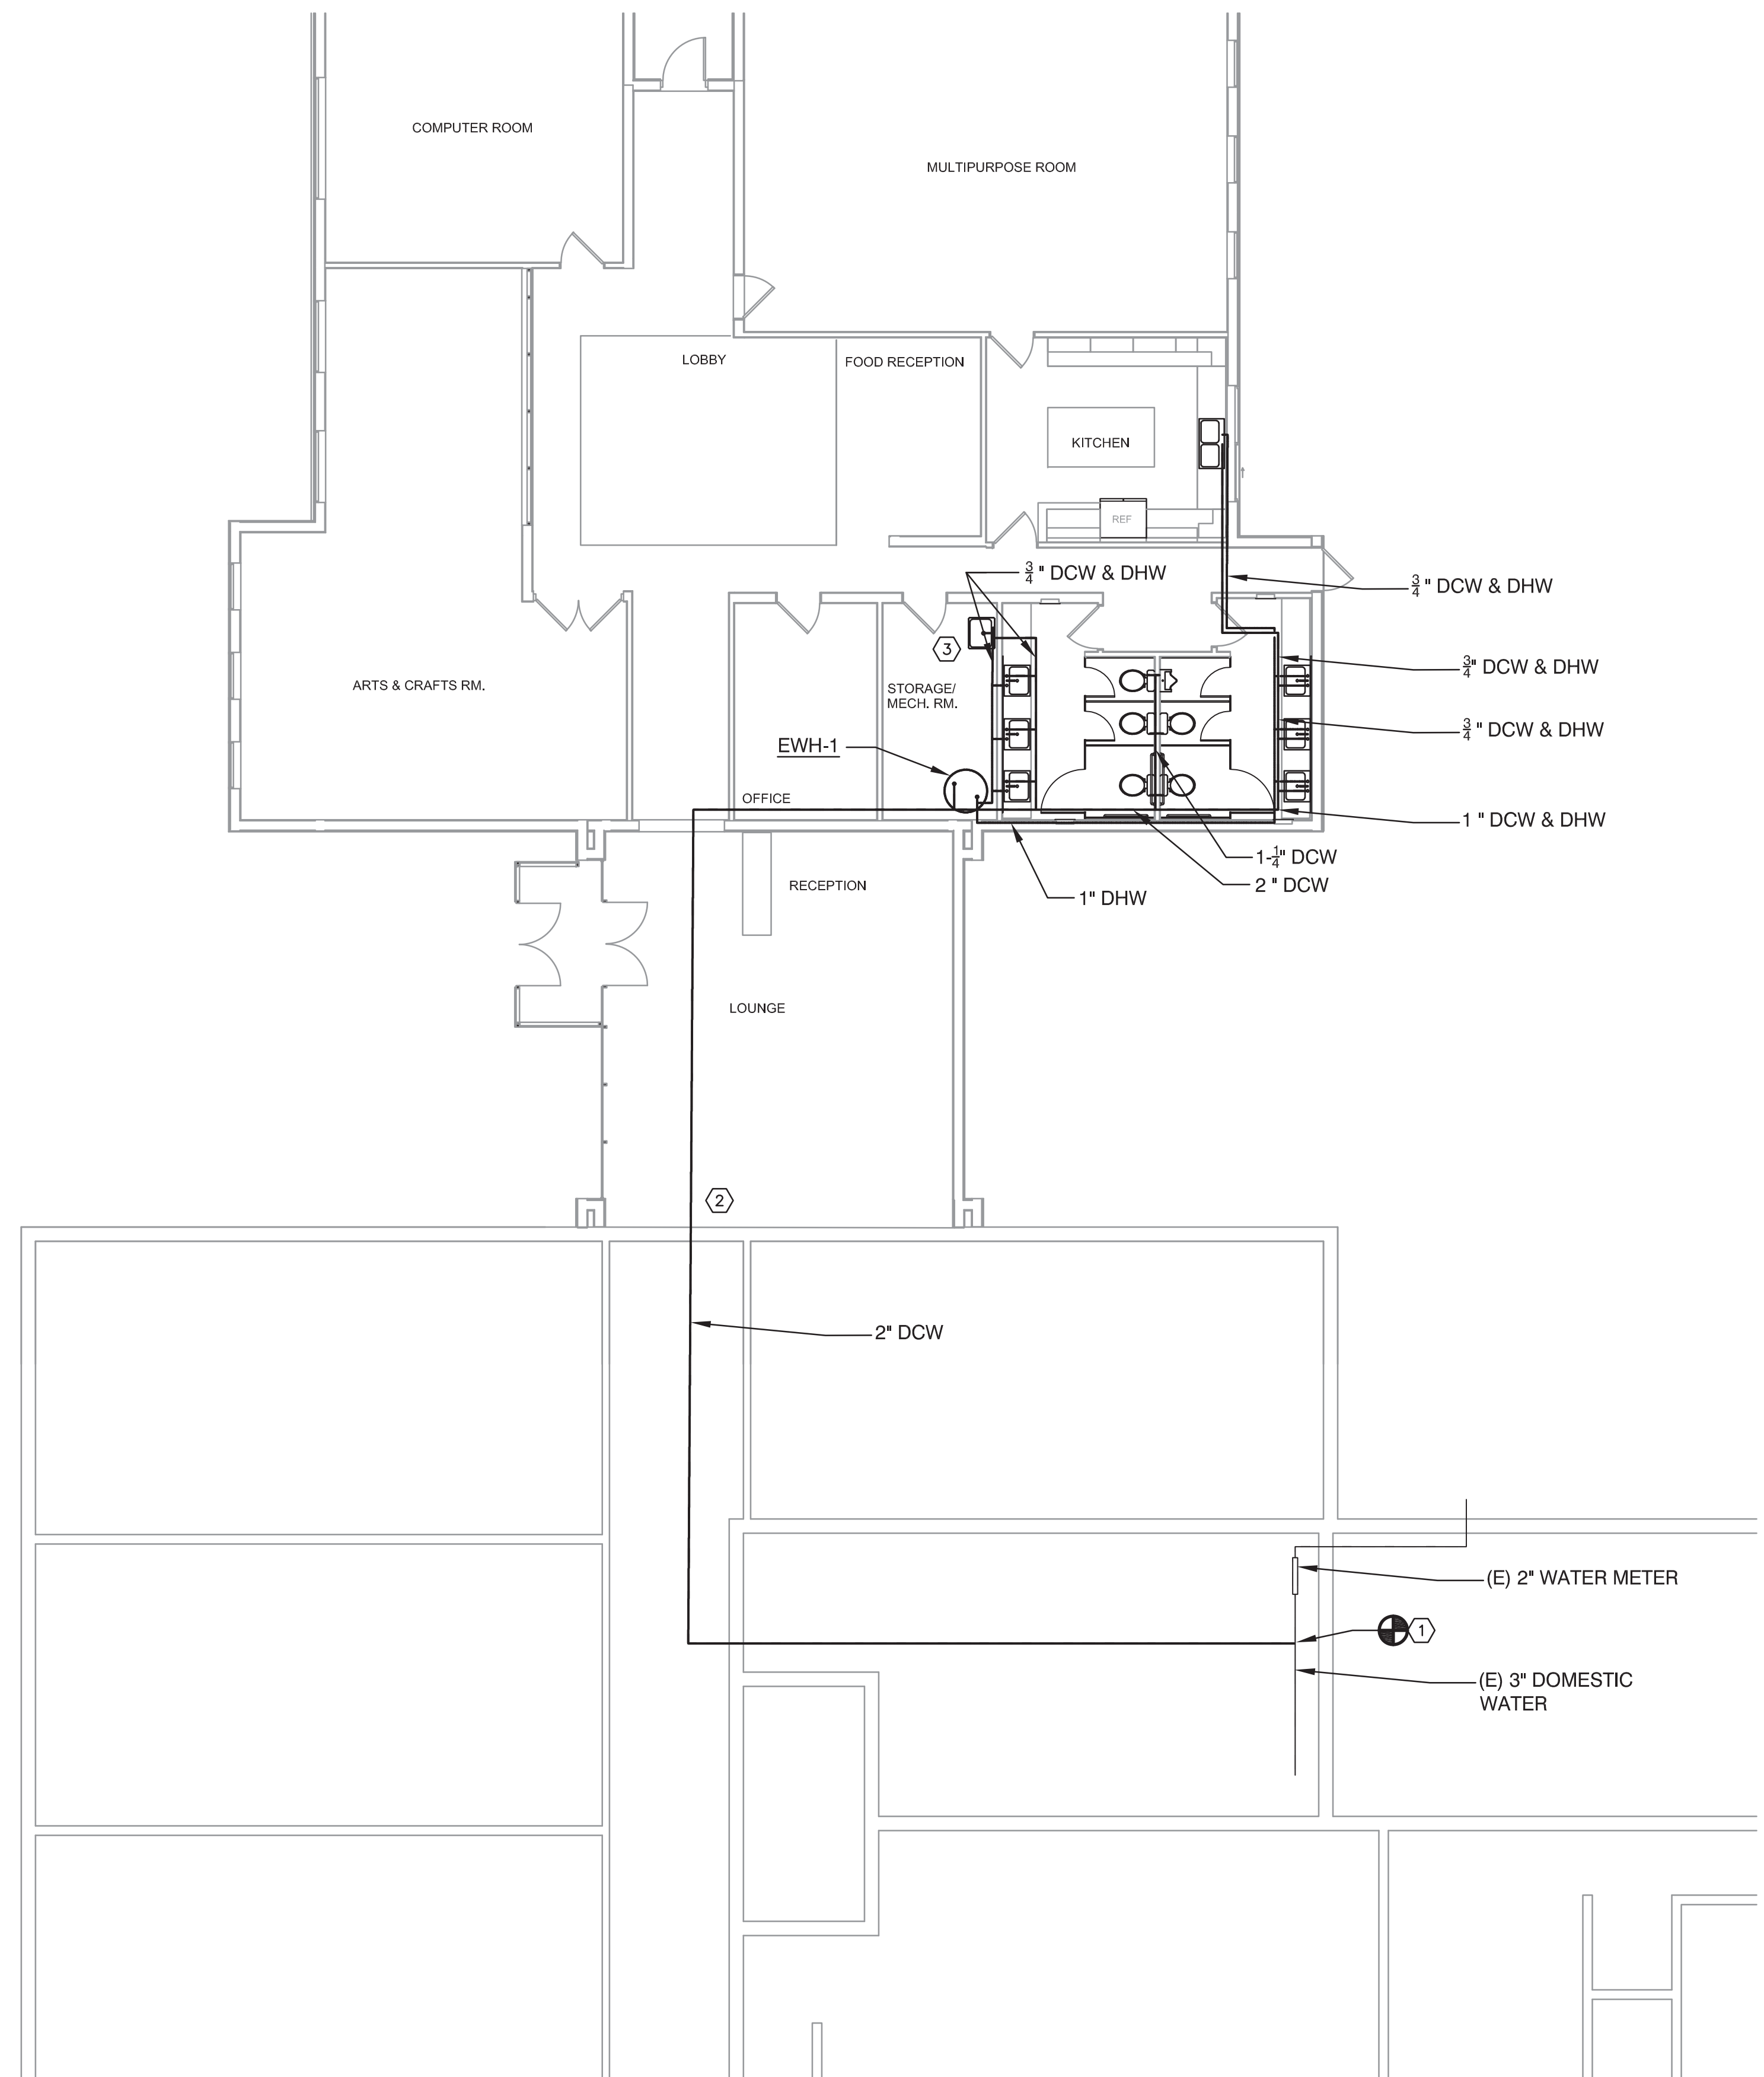 COMPUTER ROOM
MULTIPURPOSE ROOM
LOBBY
FOOD RECEPTION
KITCHEN
REF
3/4" DCW & DHW
3/4" DCW & DHW
3
3/4" DCW & DHW
ARTS & CRAFTS RM.
STORAGE/
MECH. RM.
3/4" DCW & DHW
EWH-1
OFFICE
1" DCW & DHW
1-1/4" DCW
2" DCW
1" DHW
RECEPTION
LOUNGE
2
2" DCW
(E) 2" WATER METER
1
(E) 3" DOMESTIC
WATER